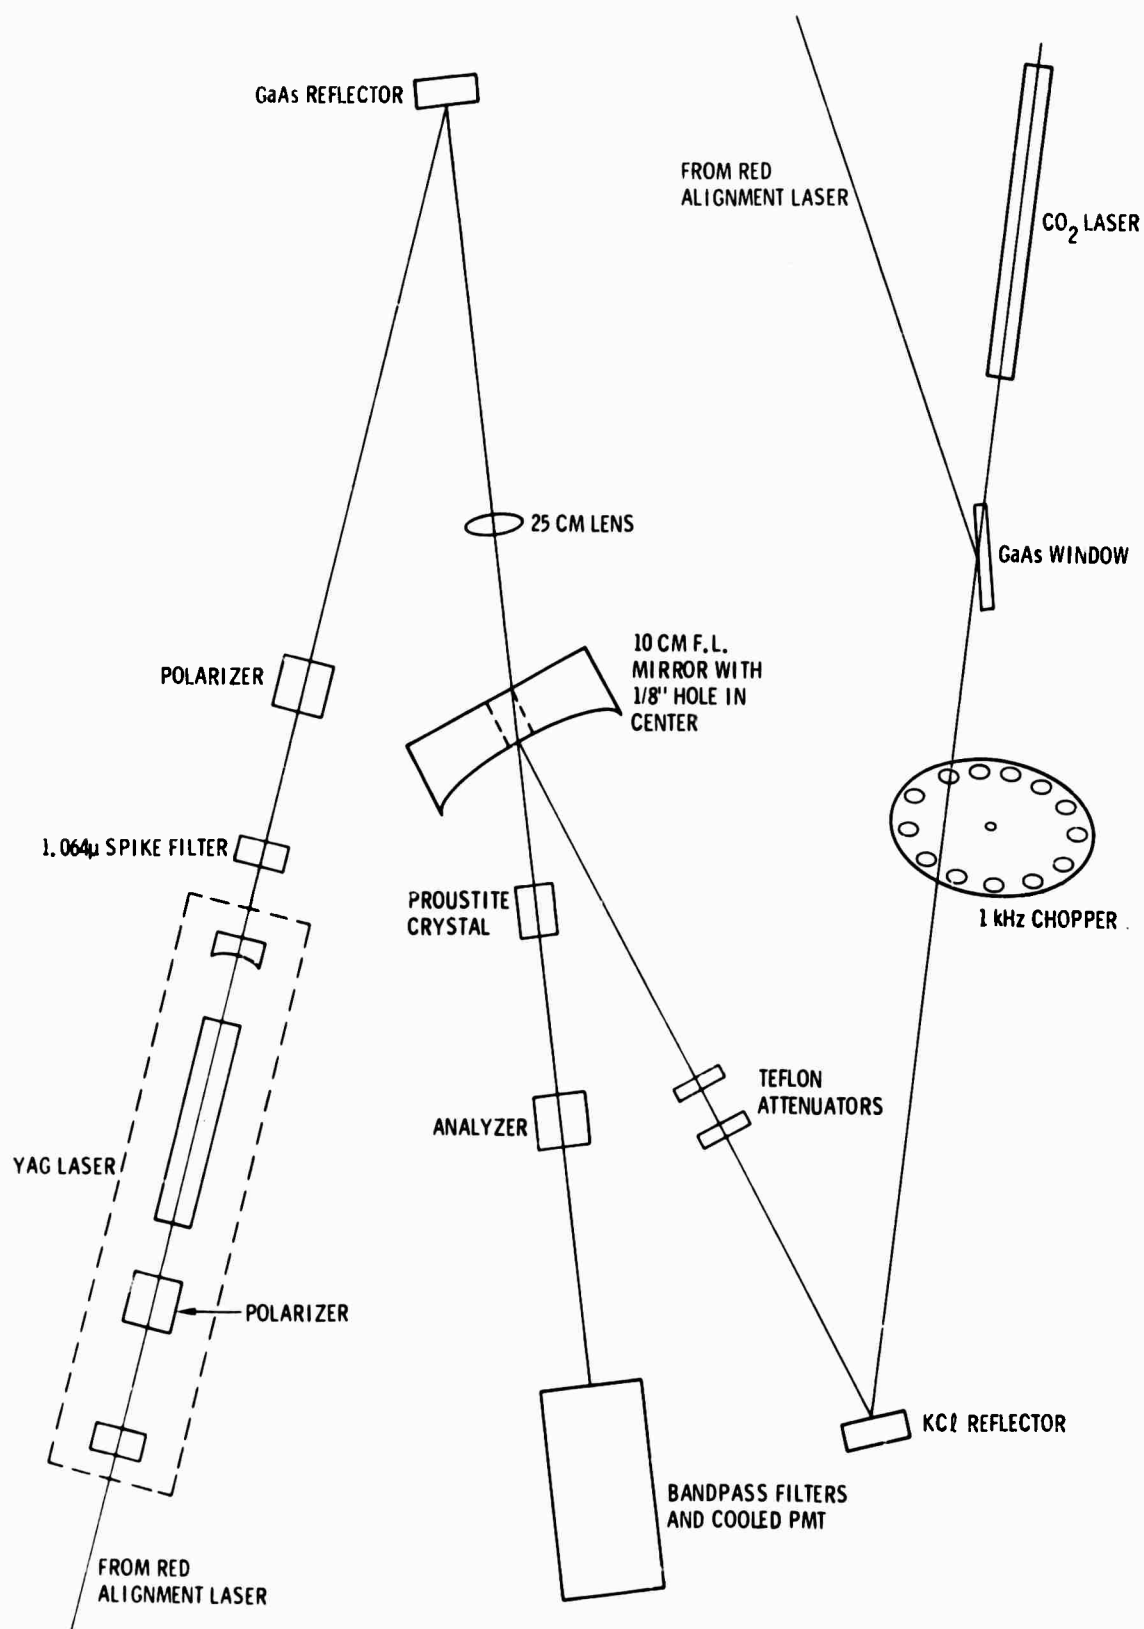 GaAs REFLECTOR
FROM RED
ALIGNMENT LASER
CO2 LASER
25 CM LENS
GaAs WINDOW
10 CM F.L.
MIRROR WITH
1/8" HOLE IN
CENTER
POLARIZER
1.064μ SPIKE FILTER
PROUSTITE
CRYSTAL
1 kHz CHOPPER
TEFLON
ATTENUATORS
ANALYZER
YAG LASER
POLARIZER
KCl REFLECTOR
BANDPASS FILTERS
AND COOLED PMT
FROM RED
ALIGNMENT LASER